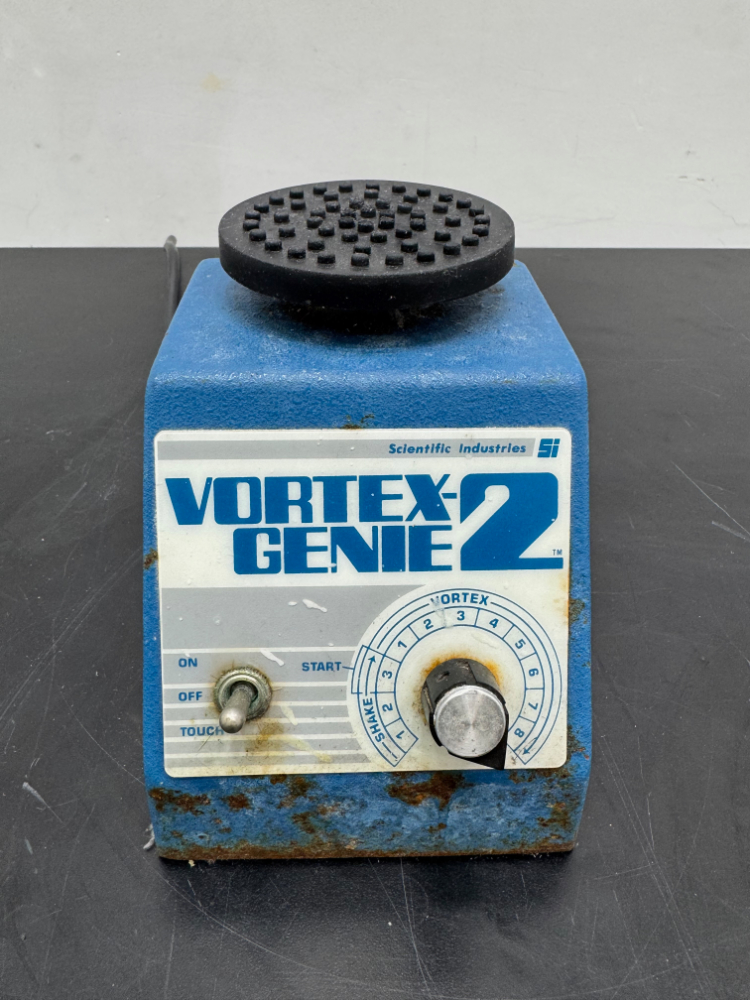 Scientific Industries Si
VORTEX-
GENIE 2 ™
VORTEX
1 2 3 4 5 6 7 8
ON
START
OFF
SHAKE
1 2 3
TOUCH